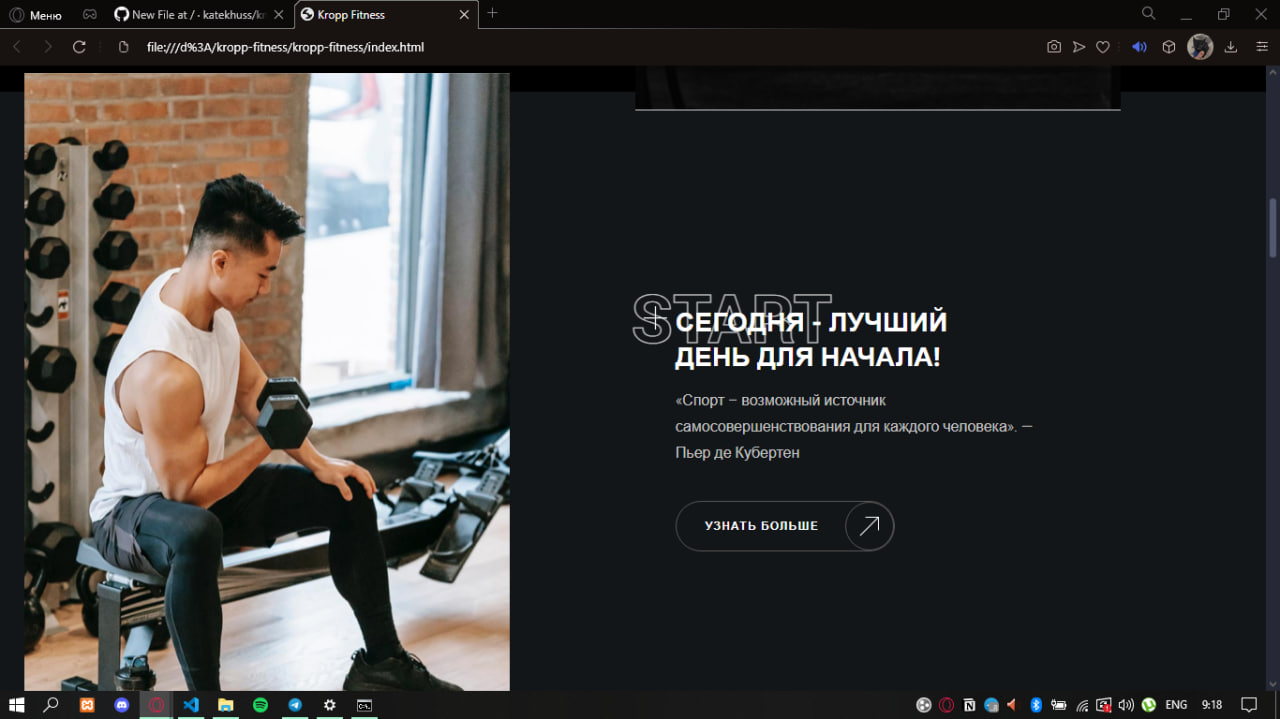 Меню
New File at / · katekhuss/kr
Kropp Fitness
file:///d%3A/kropp-fitness/kropp-fitness/index.html
START
СЕГОДНЯ - ЛУЧШИЙ
ДЕНЬ ДЛЯ НАЧАЛА!
«Спорт – возможный источник
самосовершенствования для каждого человека». —
Пьер де Кубертен
УЗНАТЬ БОЛЬШЕ
ENG
9:18